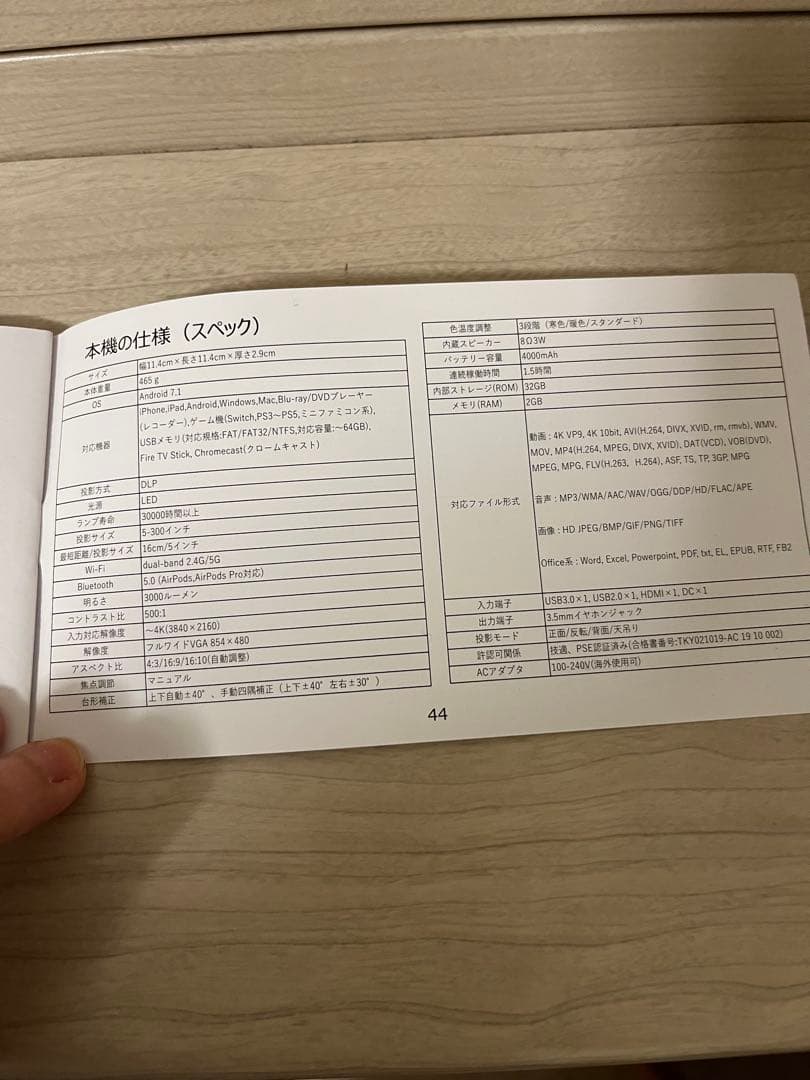 本機の仕様（スペック）
サイズ 幅11.4cm×長さ11.4cm×厚さ2.9cm
本体重量 465ｇ
OS Android 7.1
対応機器 iPhone,iPad,Android,Windows,Mac,Blu-ray/DVDプレーヤー
(レコーダー),ゲーム機(Switch,PS3～PS5,ミニファミコン系),
USBメモリ(対応規格:FAT/FAT32/NTFS,対応容量:～64GB),
Fire TV Stick, Chromecast(クロームキャスト)
投影方式 DLP
光源 LED
ランプ寿命 30000時間以上
投影サイズ 5-300インチ
最短距離/投影サイズ 16cm/5インチ
Wi-Fi dual-band 2.4G/5G
Bluetooth 5.0 (AirPods,AirPods Pro対応)
明るさ 3000ルーメン
コントラスト比 500:1
入力対応解像度 ～4K(3840×2160)
解像度 フルワイドVGA 854×480
アスペクト比 4:3/16:9/16:10(自動調整)
焦点調節 マニュアル
台形補正 上下自動±40°、手動四隅補正（上下±40° 左右±30°）
色温度調整 3段階（寒色/暖色/スタンダード）
内蔵スピーカー 8Ω3W
バッテリー容量 4000mAh
連続稼働時間 1.5時間
内部ストレージ(ROM) 32GB
メモリ(RAM) 2GB
対応ファイル形式 動画 : 4K VP9, 4K 10bit, AVI(H.264, DIVX, XVID, rm, rmvb), WMV,
MOV, MP4(H.264, MPEG, DIVX, XVID), DAT(VCD), VOB(DVD),
MPEG, MPG, FLV(H.263、H.264), ASF, TS, TP, 3GP, MPG
音声 : MP3/WMA/AAC/WAV/OGG/DDP/HD/FLAC/APE
画像 : HD JPEG/BMP/GIF/PNG/TIFF
Office系 : Word, Excel, Powerpoint, PDF, txt, EL, EPUB, RTF, FB2
入力端子 USB3.0×1, USB2.0×1, HDMI×1, DC×1
出力端子 3.5mmイヤホンジャック
投影モード 正面/反転/背面/天吊り
許認可関係 技適、PSE認証済み(合格書番号:TKY021019-AC 19 10 002)
ACアダプタ 100-240V(海外使用可)
44